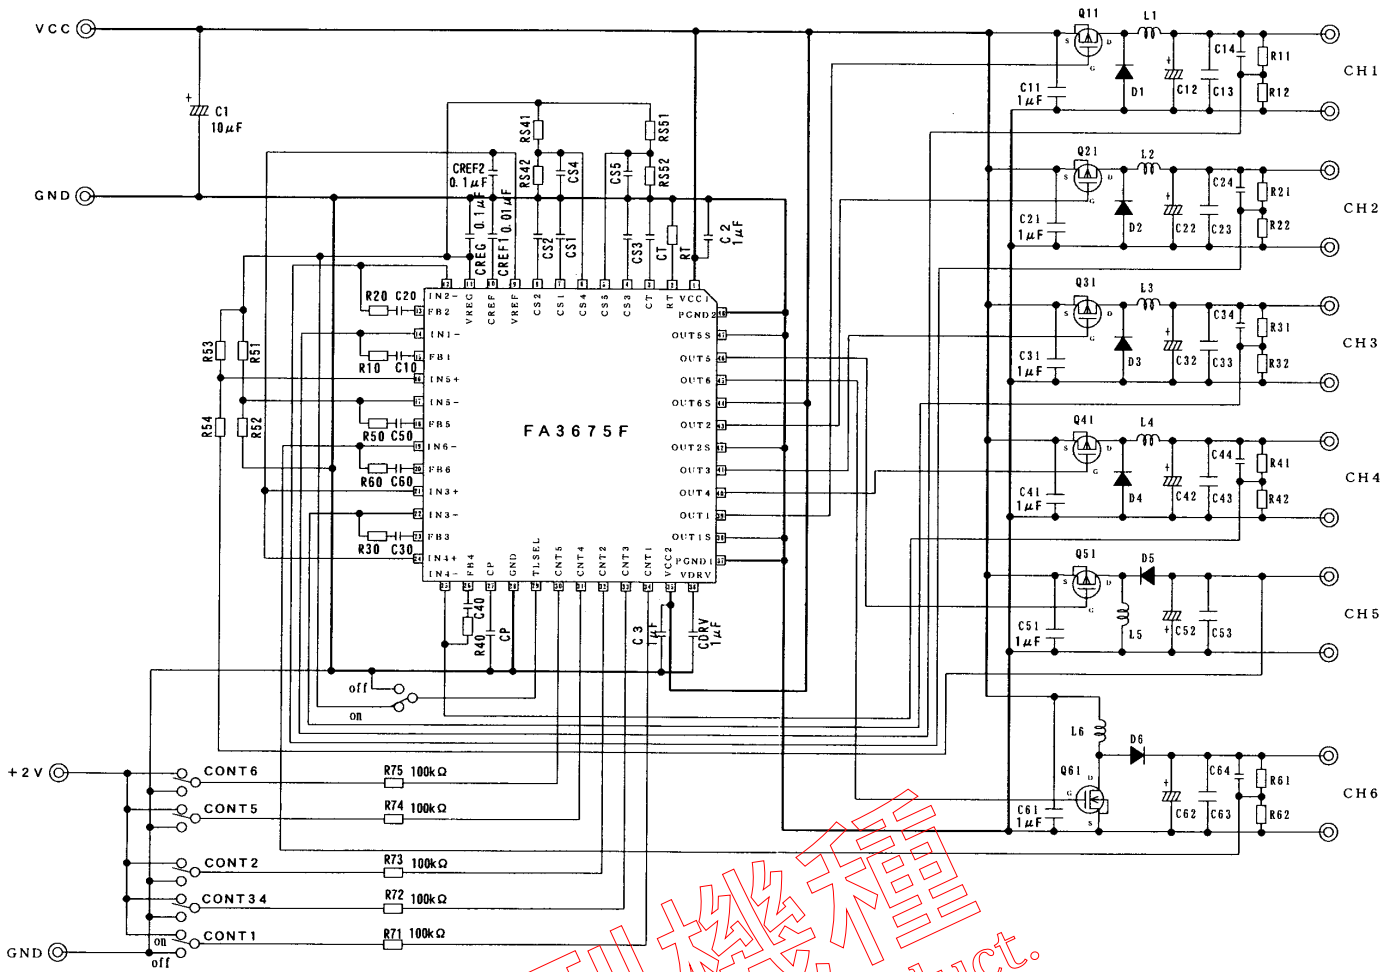 VCC
GND
C1
10μF
RS41
RS42
CS4
CS5
RS51
RS52
CREF2
0.1μF
0.1μF
CREG
0.01μF
CREF1
CS2
CS1
CS3
CT
RT
C2
1μF
IN2-
VREG
CREF
VREF
CS2
CS1
CS4
CS5
CS3
CT
RT
VCC1
FB2
IN1-
FB1
IN5+
IN5-
FB5
IN6-
FB6
IN3+
IN3-
FB3
IN4+
IN4-
FB4
CP
GND
TLSEL
CNT5
CNT4
CNT2
CNT3
CNT1
VCC2
VDRV
PGND2
OUT5S
OUT5
OUT6
OUT6S
OUT2
OUT2S
OUT3
OUT4
OUT1
OUT1S
PGND1
FA3675F
R20 C20
R10 C10
R50 C50
R60 C60
R30 C30
R53
R51
R54
R52
C40
R40
CP
C3
1μF
CDRV
1μF
off
on
+2V
CONT6
CONT5
CONT2
CONT34
CONT1
on
off
GND
R75 100kΩ
R74 100kΩ
R73 100kΩ
R72 100kΩ
R71 100kΩ
Q11
S
D
G
L1
C11
1μF
D1
C12
C13
C14
R11
R12
CH1
Q21
S
D
G
L2
C21
1μF
D2
C22
C23
C24
R21
R22
CH2
Q31
S
D
G
L3
C31
1μF
D3
C32
C33
C34
R31
R32
CH3
Q41
S
D
G
L4
C41
1μF
D4
C42
C43
C44
R41
R42
CH4
Q51
S
D
G
D5
C51
1μF
L5
C52
C53
CH5
L6
D6
Q61
D
G
S
C61
1μF
C62
C63
C64
R61
R62
CH6
機種
uct.